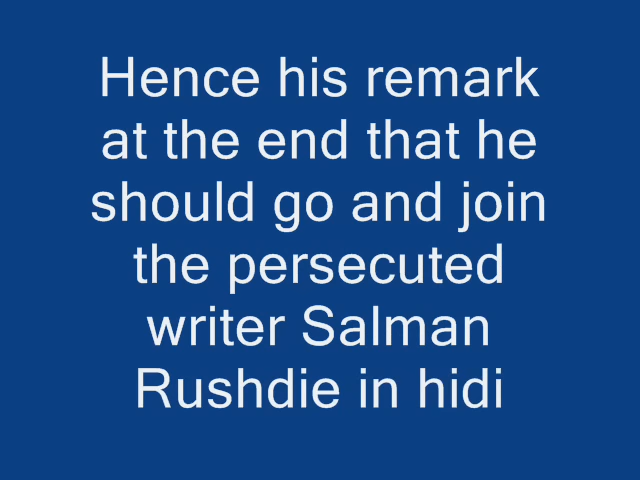 Hence his remark
at the end that he
should go and join
the persecuted
writer Salman
Rushdie in hidi